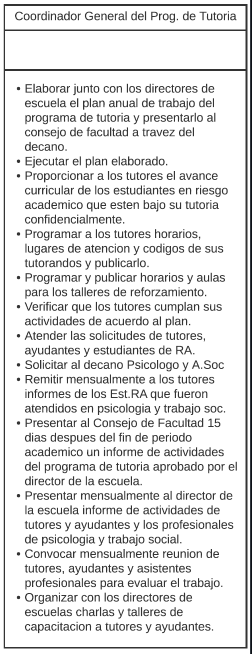 Coordinador General del Prog. de Tutoria
• Elaborar junto con los directores de
escuela el plan anual de trabajo del
programa de tutoria y presentarlo al
consejo de facultad a travez del
decano.
• Ejecutar el plan elaborado.
• Proporcionar a los tutores el avance
curricular de los estudiantes en riesgo
academico que esten bajo su tutoria
confidencialmente.
• Programar a los tutores horarios,
lugares de atencion y codigos de sus
tutorandos y publicarlo.
• Programar y publicar horarios y aulas
para los talleres de reforzamiento.
• Verificar que los tutores cumplan sus
actividades de acuerdo al plan.
• Atender las solicitudes de tutores,
ayudantes y estudiantes de RA.
• Solicitar al decano Psicologo y A.Soc
• Remitir mensualmente a los tutores
informes de los Est.RA que fueron
atendidos en psicologia y trabajo soc.
• Presentar al Consejo de Facultad 15
dias despues del fin de periodo
academico un informe de actividades
del programa de tutoria aprobado por el
director de la escuela.
• Presentar mensualmente al director de
la escuela informe de actividades de
tutores y ayudantes y los profesionales
de psicologia y trabajo social.
• Convocar mensualmente reunion de
tutores, ayudantes y asistentes
profesionales para evaluar el trabajo.
• Organizar con los directores de
escuelas charlas y talleres de
capacitacion a tutores y ayudantes.